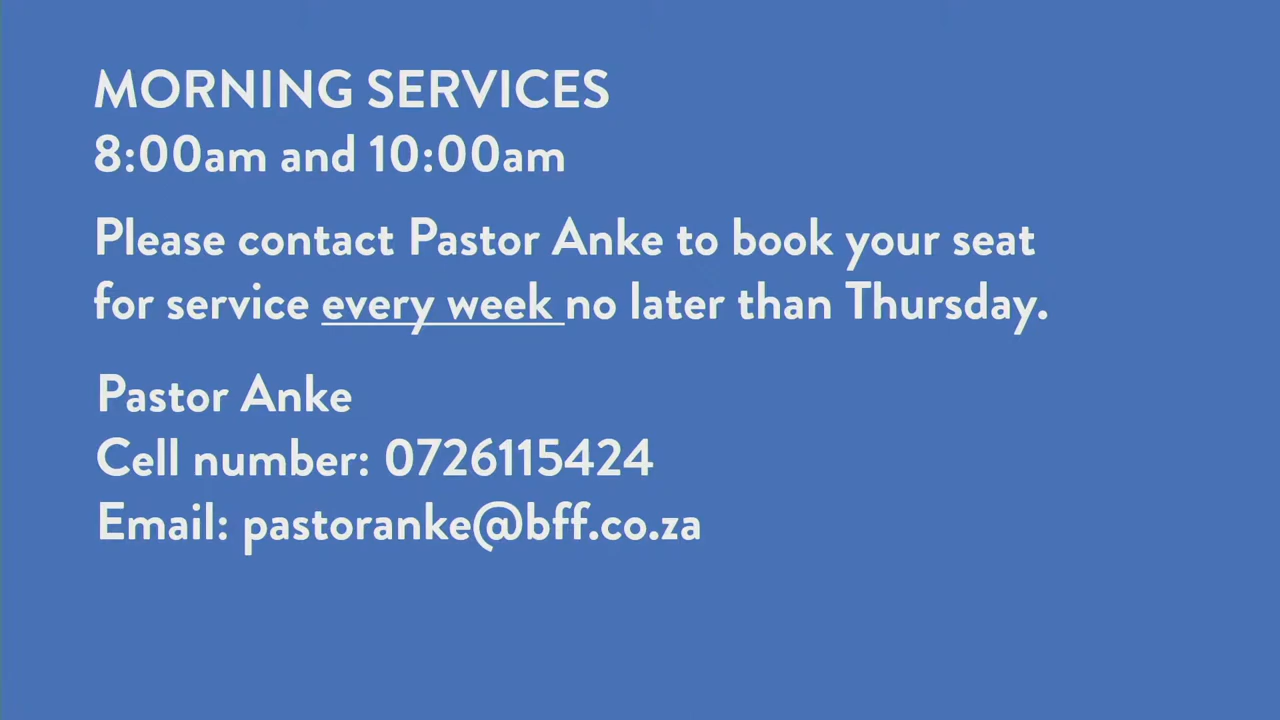 MORNING SERVICES
8:00am and 10:00am
Please contact Pastor Anke to book your seat
for service every week no later than Thursday.
Pastor Anke
Cell number: 0726115424
Email: pastoranke@bff.co.za